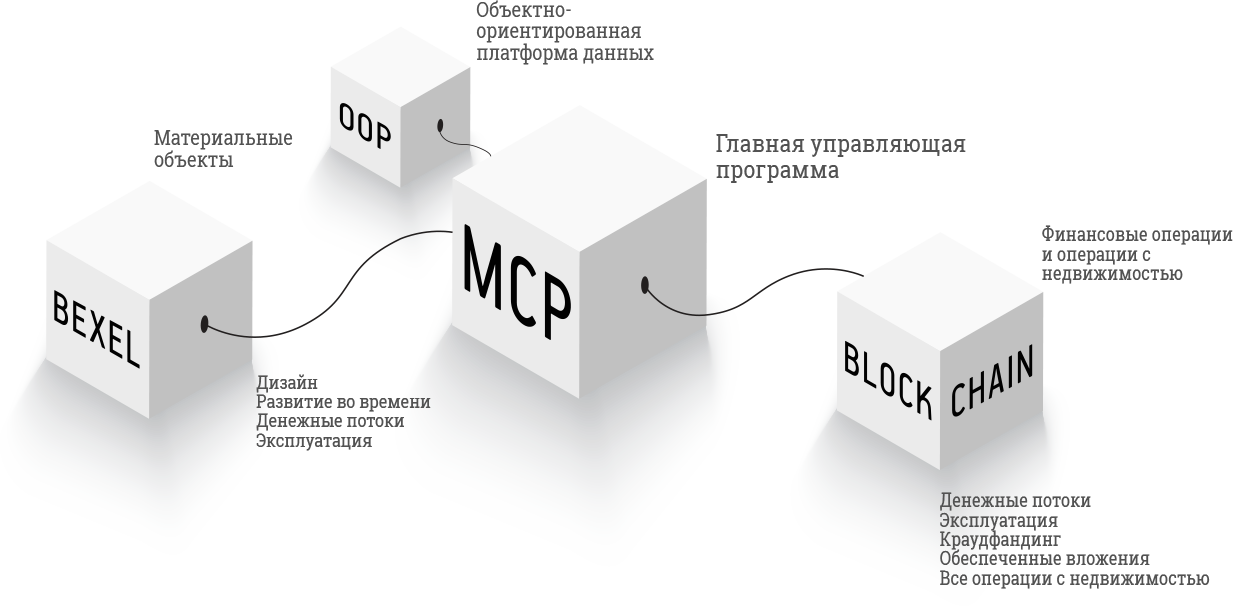 Объектно-
ориентированная
платформа данных
OOP
Материальные
объекты
Главная управляющая
программа
MCP
BEXEL
Дизайн
Развитие во времени
Денежные потоки
Эксплуатация
Финансовые операции
и операции с
недвижимостью
BLOCK CHAIN
Денежные потоки
Эксплуатация
Краудфандинг
Обеспеченные вложения
Все операции с недвижимостью